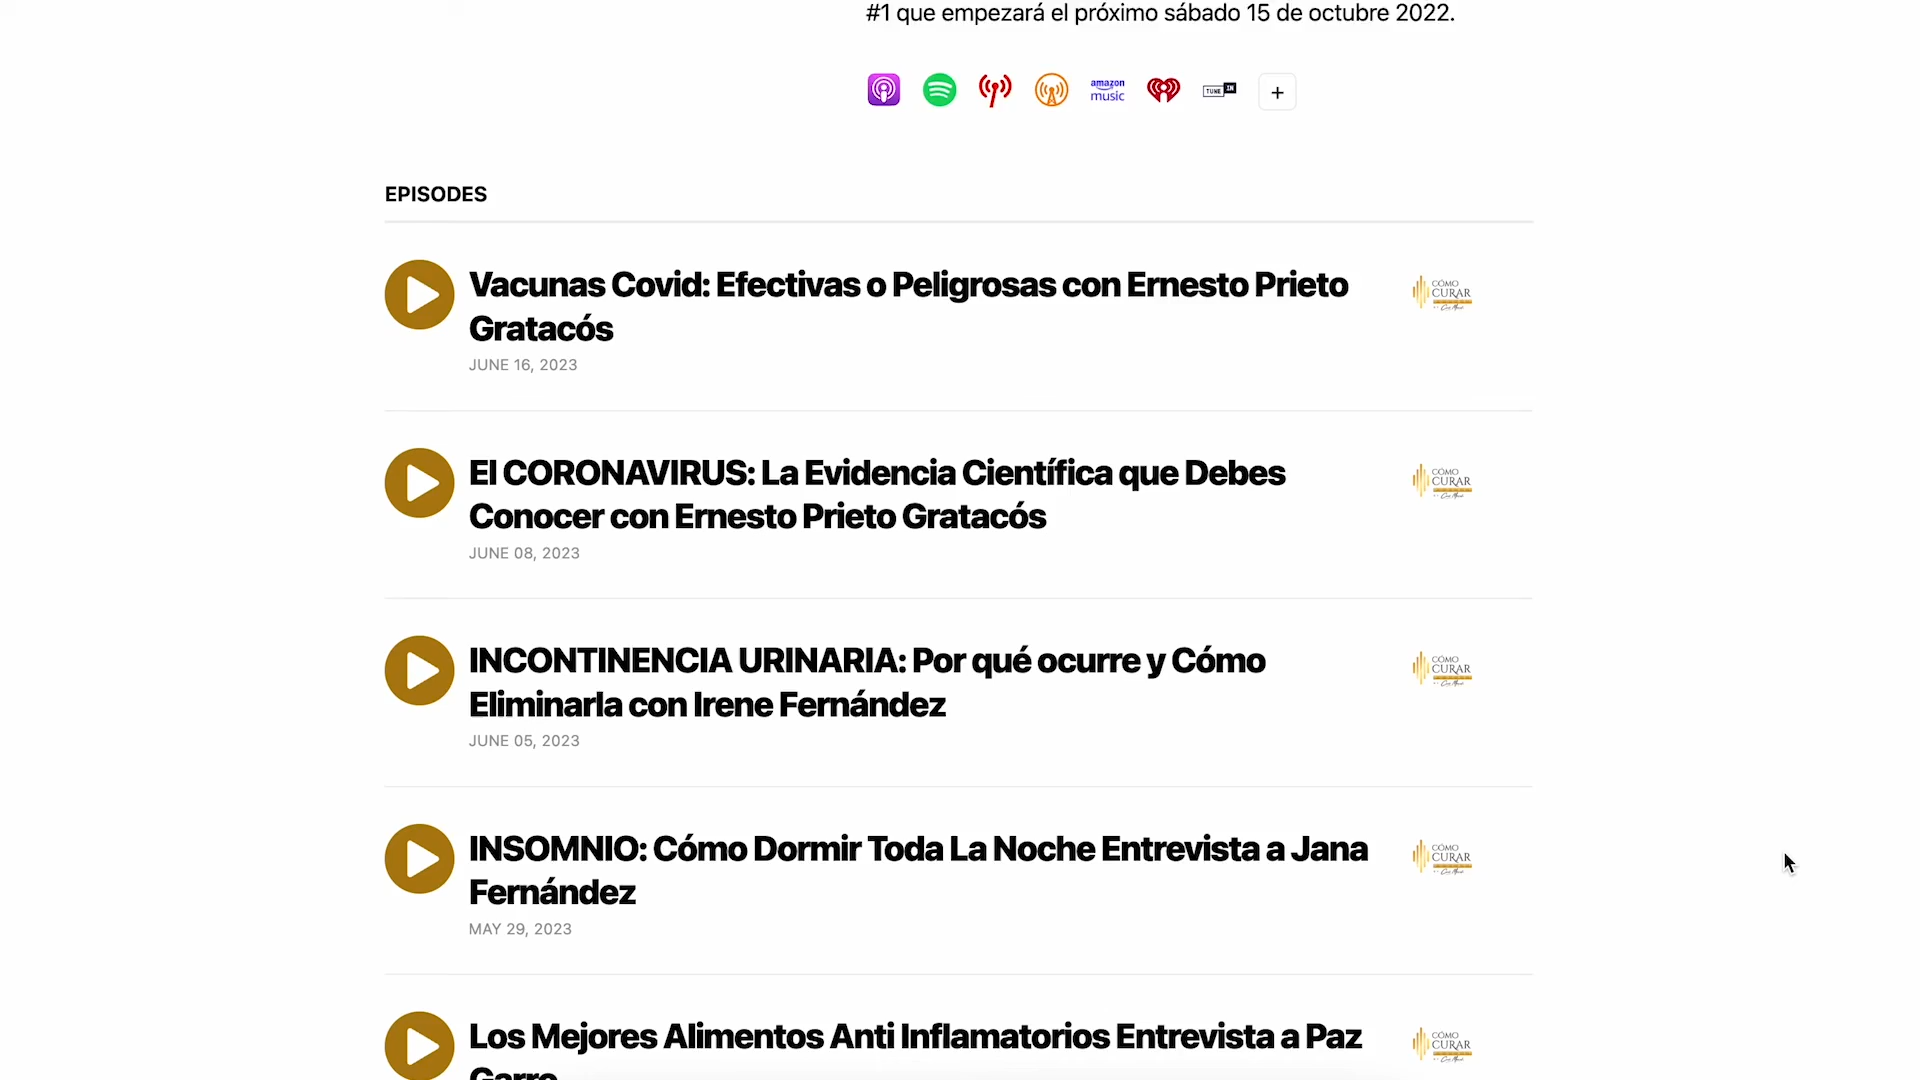 #1 que empezará el próximo sábado 15 de octubre 2022.
amazon
music
TUNE IN
+
EPISODES
Vacunas Covid: Efectivas o Peligrosas con Ernesto Prieto
Gratacós
JUNE 16, 2023
CÓMO
CURAR
El CORONAVIRUS: La Evidencia Científica que Debes
Conocer con Ernesto Prieto Gratacós
JUNE 08, 2023
CÓMO
CURAR
INCONTINENCIA URINARIA: Por qué ocurre y Cómo
Eliminarla con Irene Fernández
JUNE 05, 2023
CÓMO
CURAR
INSOMNIO: Cómo Dormir Toda La Noche Entrevista a Jana
Fernández
MAY 29, 2023
CÓMO
CURAR
Los Mejores Alimentos Anti Inflamatorios Entrevista a Paz
CÓMO
CURAR